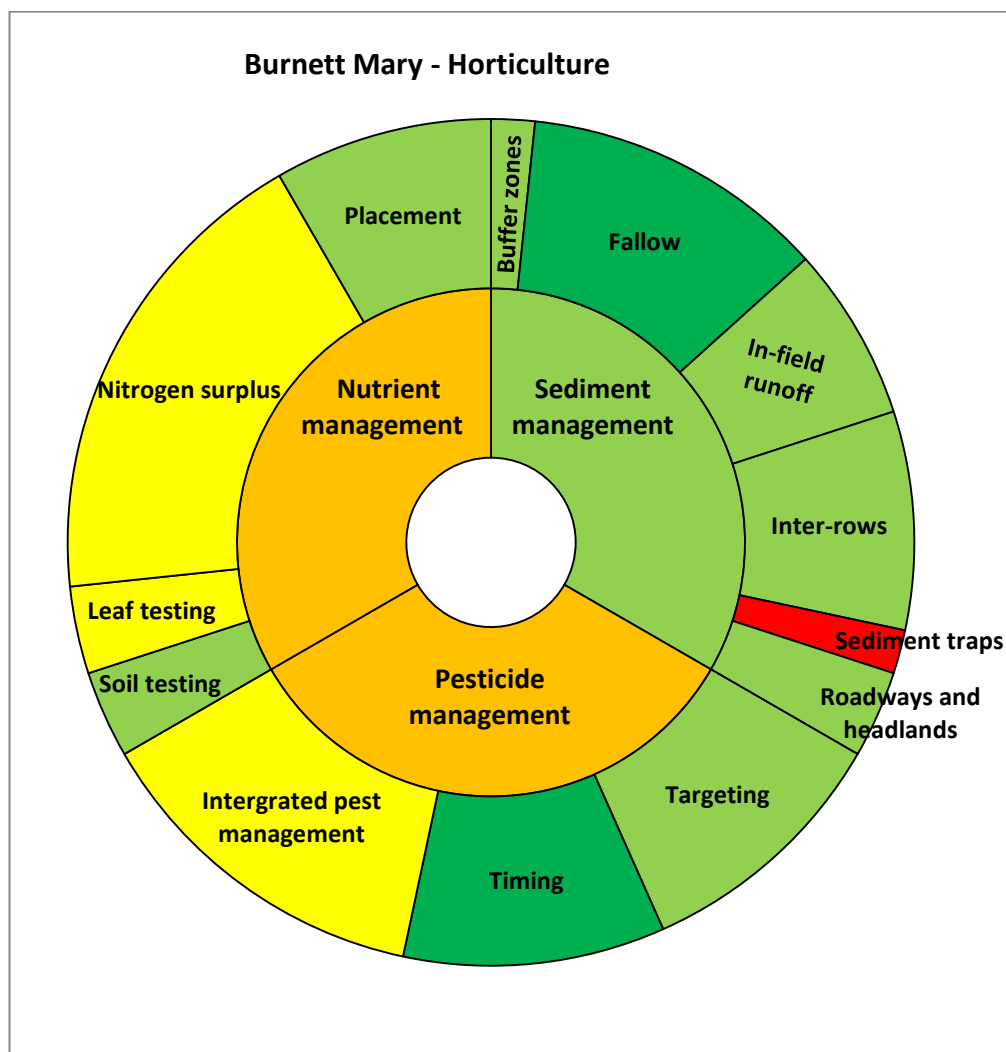 Burnett Mary - Horticulture
Placement
Buffer zones
Fallow
In-field
runoff
Nitrogen surplus
Nutrient
management
Sediment
management
Inter-rows
Leaf testing
Sediment traps
Soil testing
Pesticide
management
Roadways and
headlands
Intergrated pest
management
Targeting
Timing